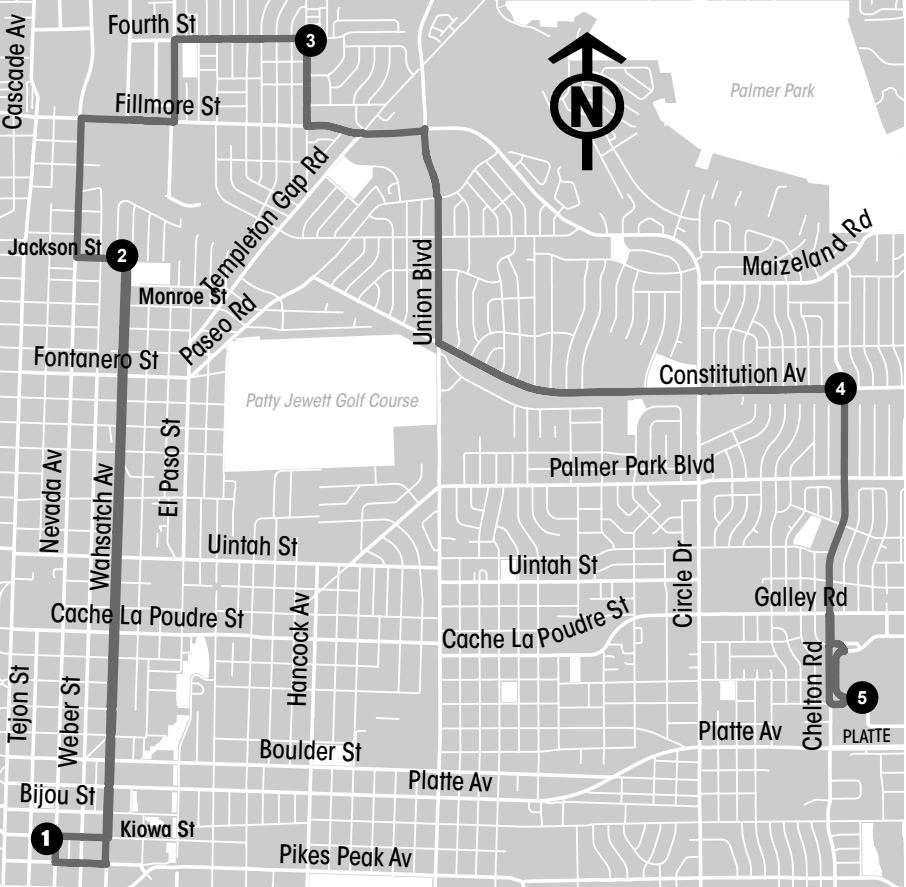 Fourth St
3
Cascade Av
N
Palmer Park
Fillmore St
Templeton Gap Rd
Maizeland Rd
Jackson St
2
Union Blvd
Monroe St
Paseo Rd
Fontanero St
Constitution Av
4
Patty Jewett Golf Course
El Paso St
Nevada Av
Wahsatch Av
Palmer Park Blvd
Uintah St
Uintah St
Circle Dr
Galley Rd
Hancock Av
Cache La Poudre St
Cache La Poudre St
Chelton Rd
Tejon St
Weber St
5
Platte Av
PLATTE
Boulder St
Platte Av
Bijou St
1
Kiowa St
Pikes Peak Av